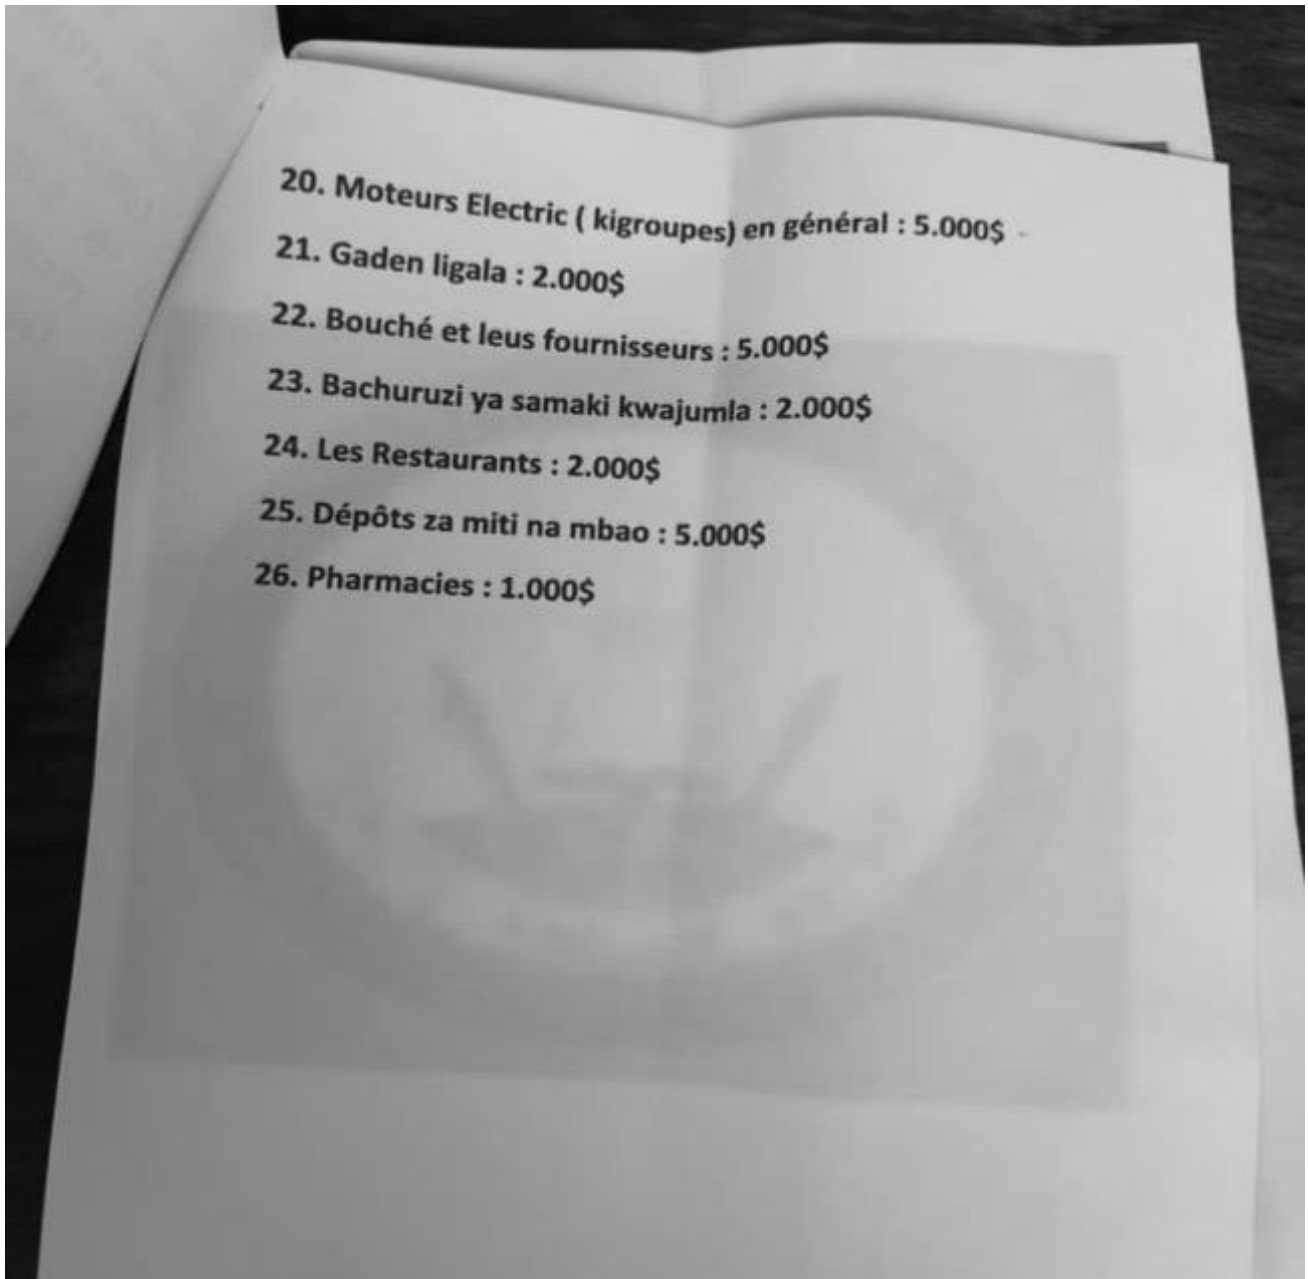 20. Moteurs Electric ( kigroupes) en général : 5.000$
21. Gaden ligala : 2.000$
22. Bouché et leus fournisseurs : 5.000$
23. Bachuruzi ya samaki kwajumla : 2.000$
24. Les Restaurants : 2.000$
25. Dépôts za miti na mbao : 5.000$
26. Pharmacies : 1.000$